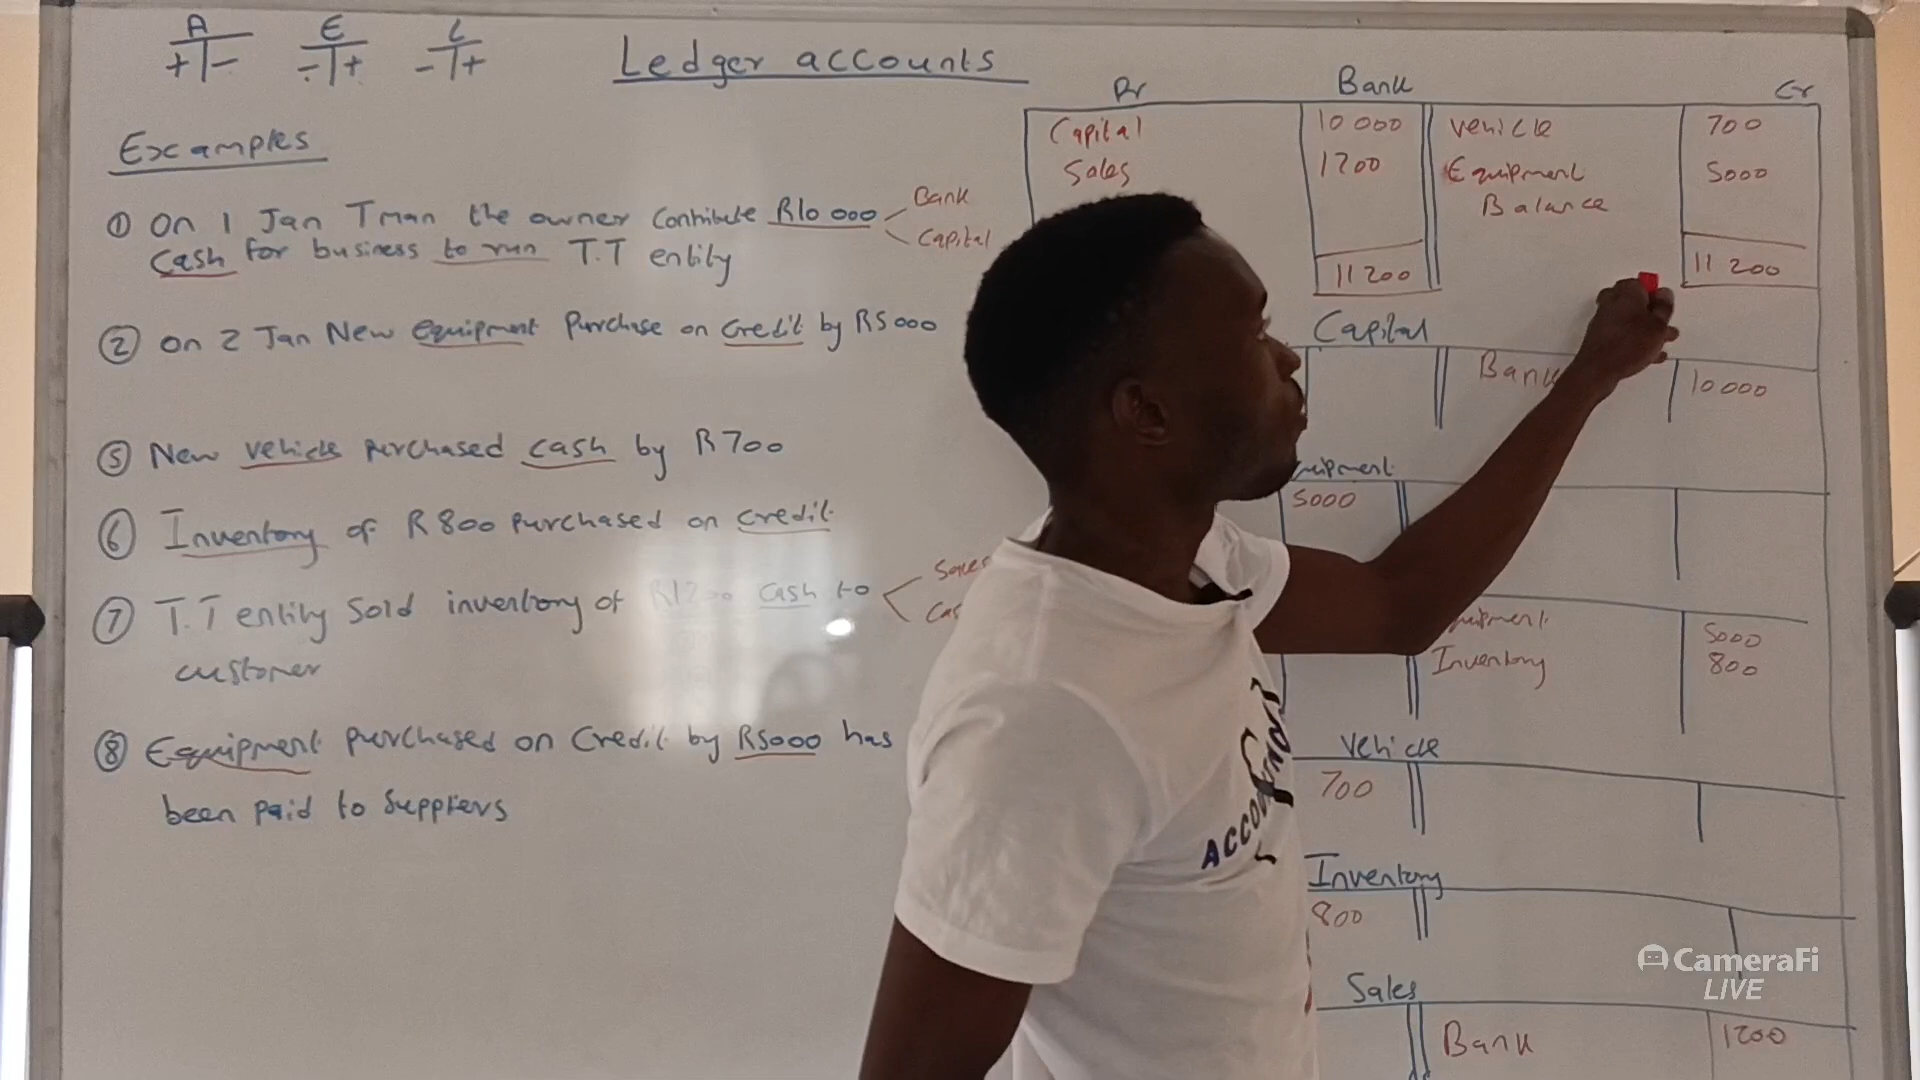 A E L
+ - - + - +
Ledger accounts
Examples
① On 1 Jan Tman the owner Contribute R10 000
Bank
Capital
Cash for business to run T.T entity
② on 2 Jan New equipment Purchase on Credit by R5000
⑤ New vehicle purchased cash by R700
⑥ Inventory of R800 purchased on credit
⑦ T.T entity Sold inventory of R1200 cash to
Sales
customer
⑧ Equipment purchased on Credit by R5000 has
been paid to Suppliers
Dr Bank Cr
Capital 10 000 Vehicle 700
Sales 1200 Equipment 5000
Balance
11 200 11 200
Capital
Bank 10 000
5000
5000
Inventory 800
Vehicle
700
Inventory
800
Sales
Bank 1200
ACCOUNTANT
CameraFi
LIVE